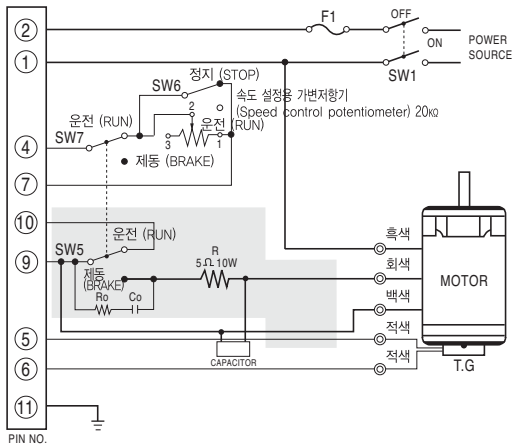 ②
F1
OFF
ON
POWER
SOURCE
①
SW1
정지 (STOP)
SW6
속도 설정용 가변저항기
(Speed control potentiometer) 20KΩ
운전 (RUN)
2
운전 (RUN)
3
1
④
SW7
● 제동 (BRAKE)
⑦
⑩
운전 (RUN)
SW5
⑨
제동
(BRAKE)
R
5 Ω 10W
Ro
Co
CAPACITOR
흑색
회색
백색
적색
적색
MOTOR
T.G
⑤
⑥
⑪
PIN NO.